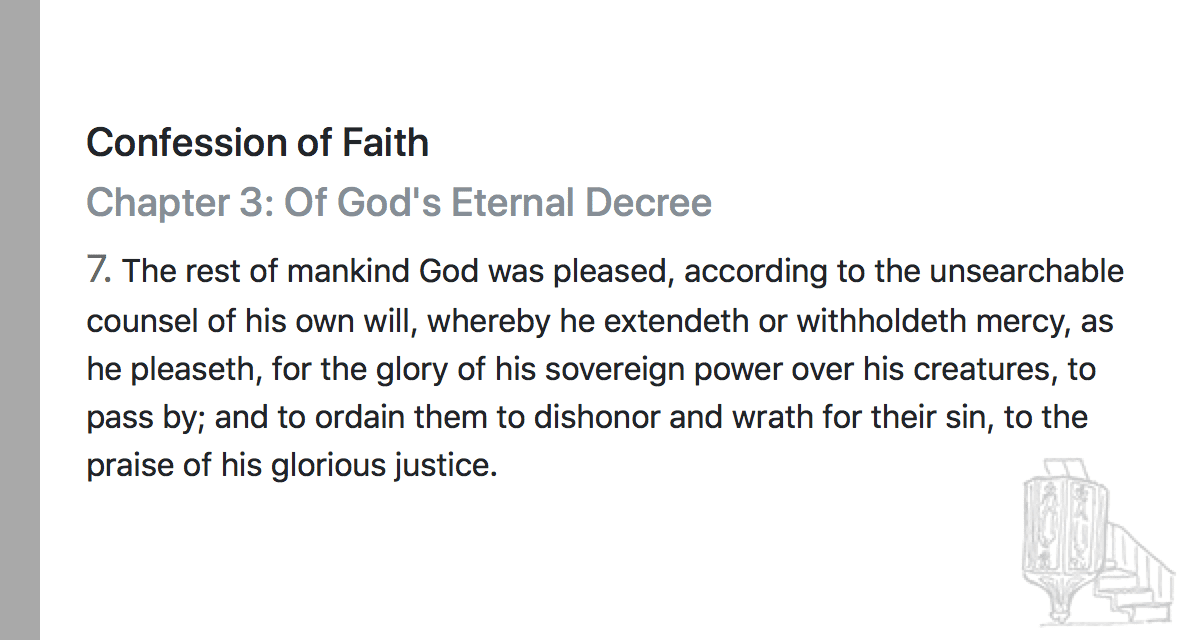 Confession of Faith
Chapter 3: Of God's Eternal Decree
7. The rest of mankind God was pleased, according to the unsearchable
counsel of his own will, whereby he extendeth or withholdeth mercy, as
he pleaseth, for the glory of his sovereign power over his creatures, to
pass by; and to ordain them to dishonor and wrath for their sin, to the
praise of his glorious justice.